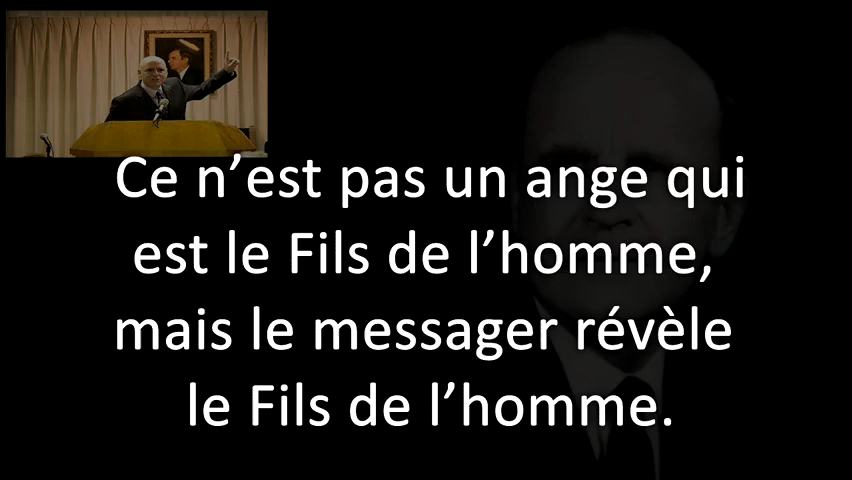 Ce n’est pas un ange qui
est le Fils de l’homme,
mais le messager révèle
le Fils de l’homme.